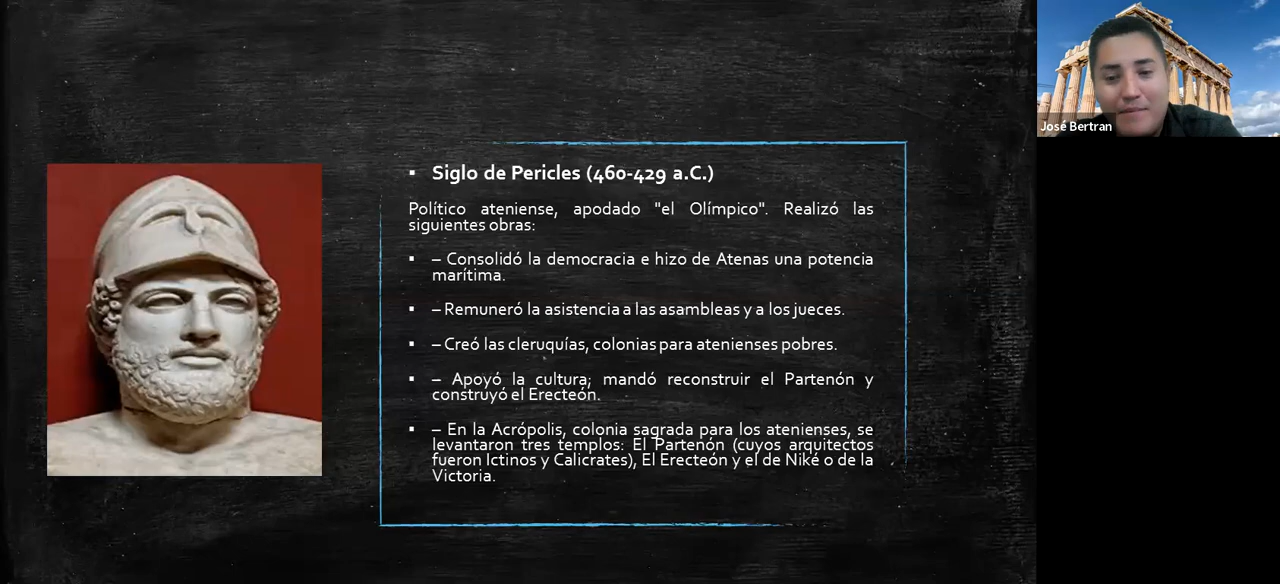 ▪ Siglo de Pericles (460-429 a.C.)
Político ateniense, apodado "el Olímpico". Realizó las
siguientes obras:
▪ – Consolidó la democracia e hizo de Atenas una potencia
marítima.
▪ – Remuneró la asistencia a las asambleas y a los jueces.
▪ – Creó las cleruquías, colonias para atenienses pobres.
▪ – Apoyó la cultura; mandó reconstruir el Partenón y
construyó el Erecteón.
▪ – En la Acrópolis, colonia sagrada para los atenienses, se
levantaron tres templos: El Partenón (cuyos arquitectos
fueron Ictinos y Calicrates), El Erecteón y el de Niké o de la
Victoria.
José Bertran